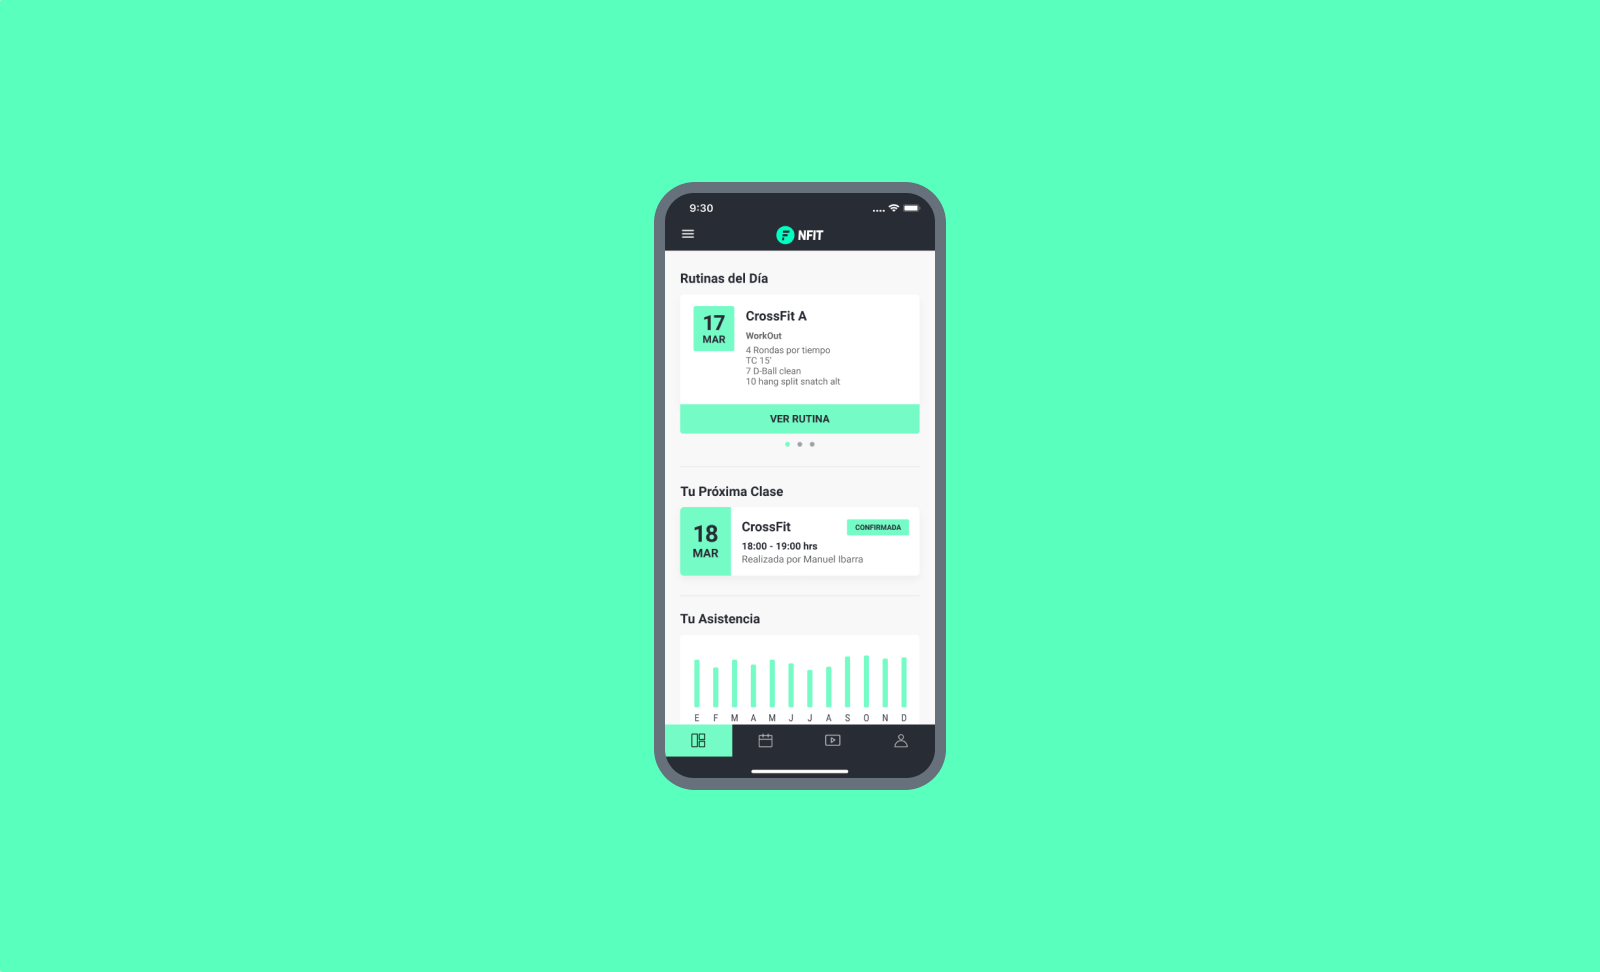 9:30
NFIT
Rutinas del Día
17
MAR
CrossFit A
WorkOut
4 Rondas por tiempo
TC 15'
7 D-Ball clean
10 hang split snatch alt
VER RUTINA
Tu Próxima Clase
18
MAR
CrossFit
CONFIRMADA
18:00 - 19:00 hrs
Realizada por Manuel Ibarra
Tu Asistencia
E F M A M J J A S O N D